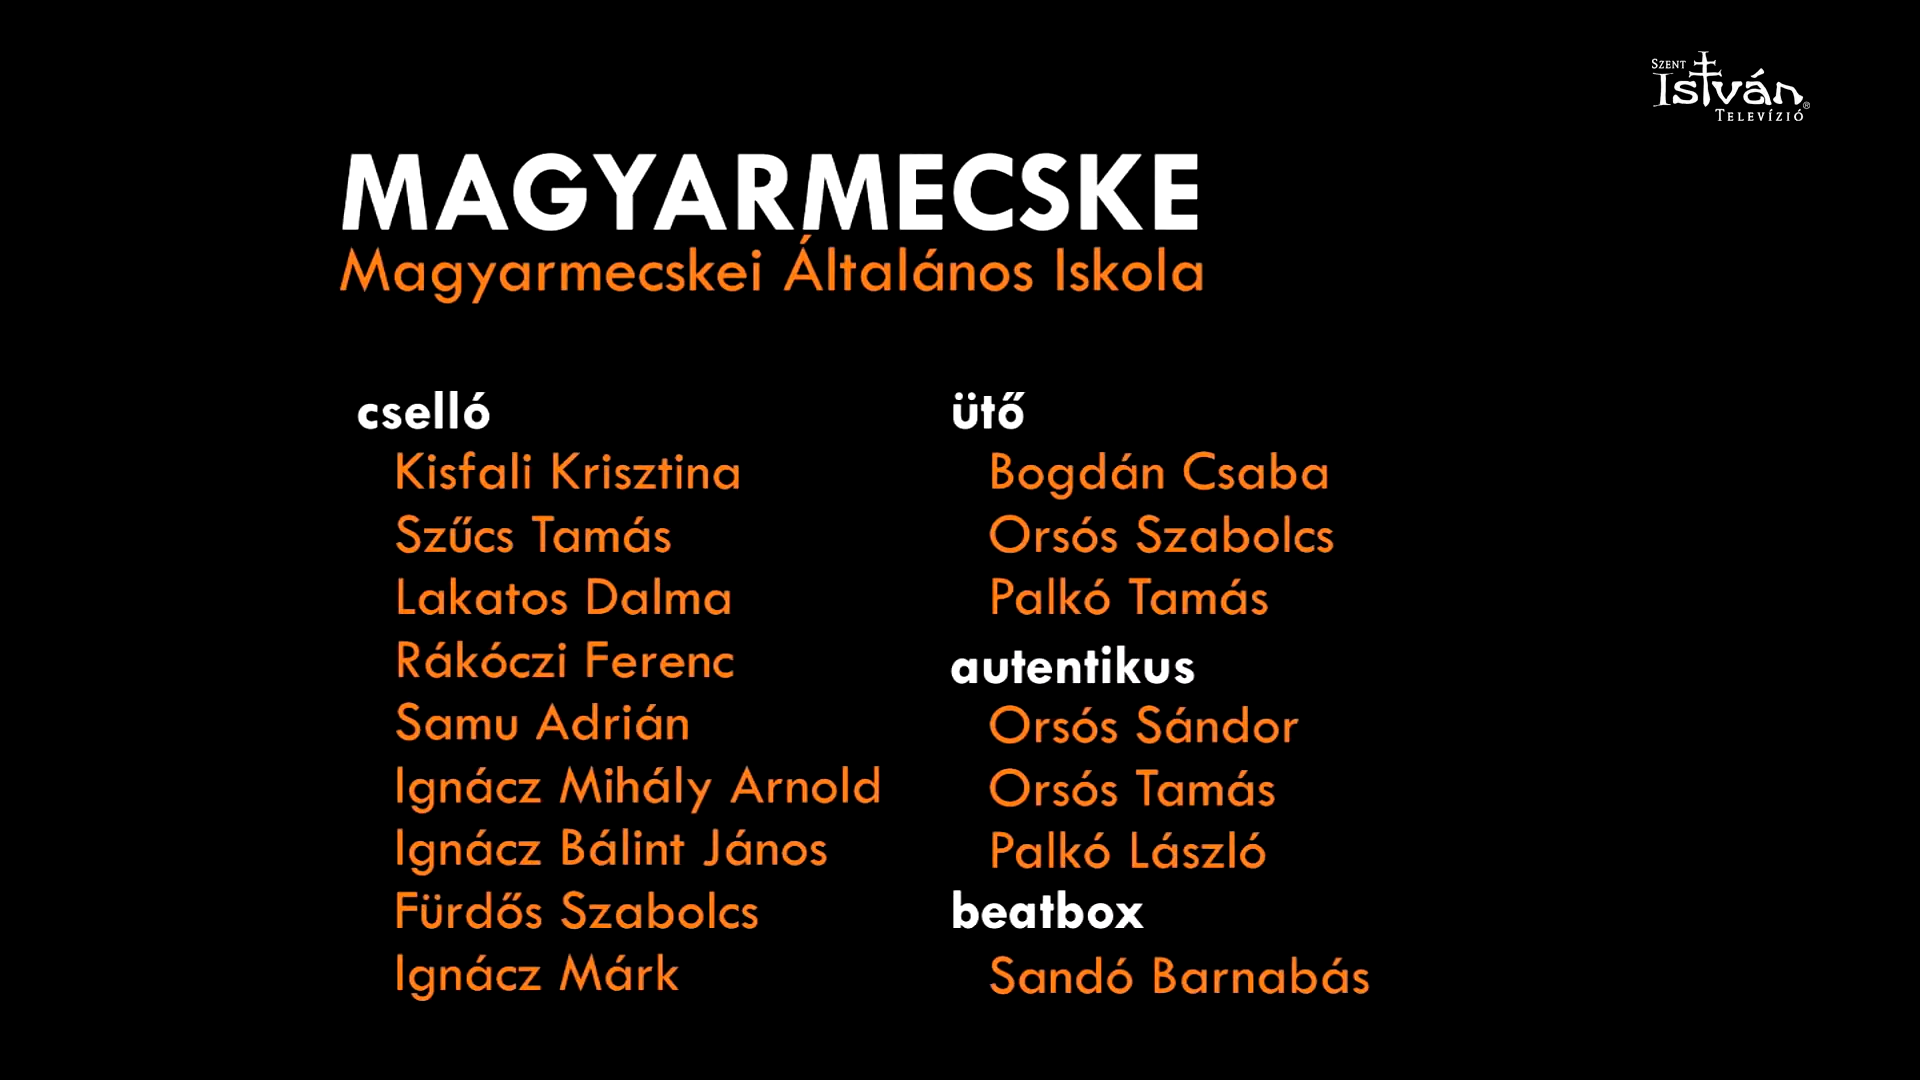 SZENT
ISTVÁN®
TELEVÍZIÓ
MAGYARMECSKE
Magyarmecskei Általános Iskola
cselló
Kisfali Krisztina
Szűcs Tamás
Lakatos Dalma
Rákóczi Ferenc
Samu Adrián
Ignácz Mihály Arnold
Ignácz Bálint János
Fürdős Szabolcs
Ignácz Márk
ütő
Bogdán Csaba
Orsós Szabolcs
Palkó Tamás
autentikus
Orsós Sándor
Orsós Tamás
Palkó László
beatbox
Sandó Barnabás